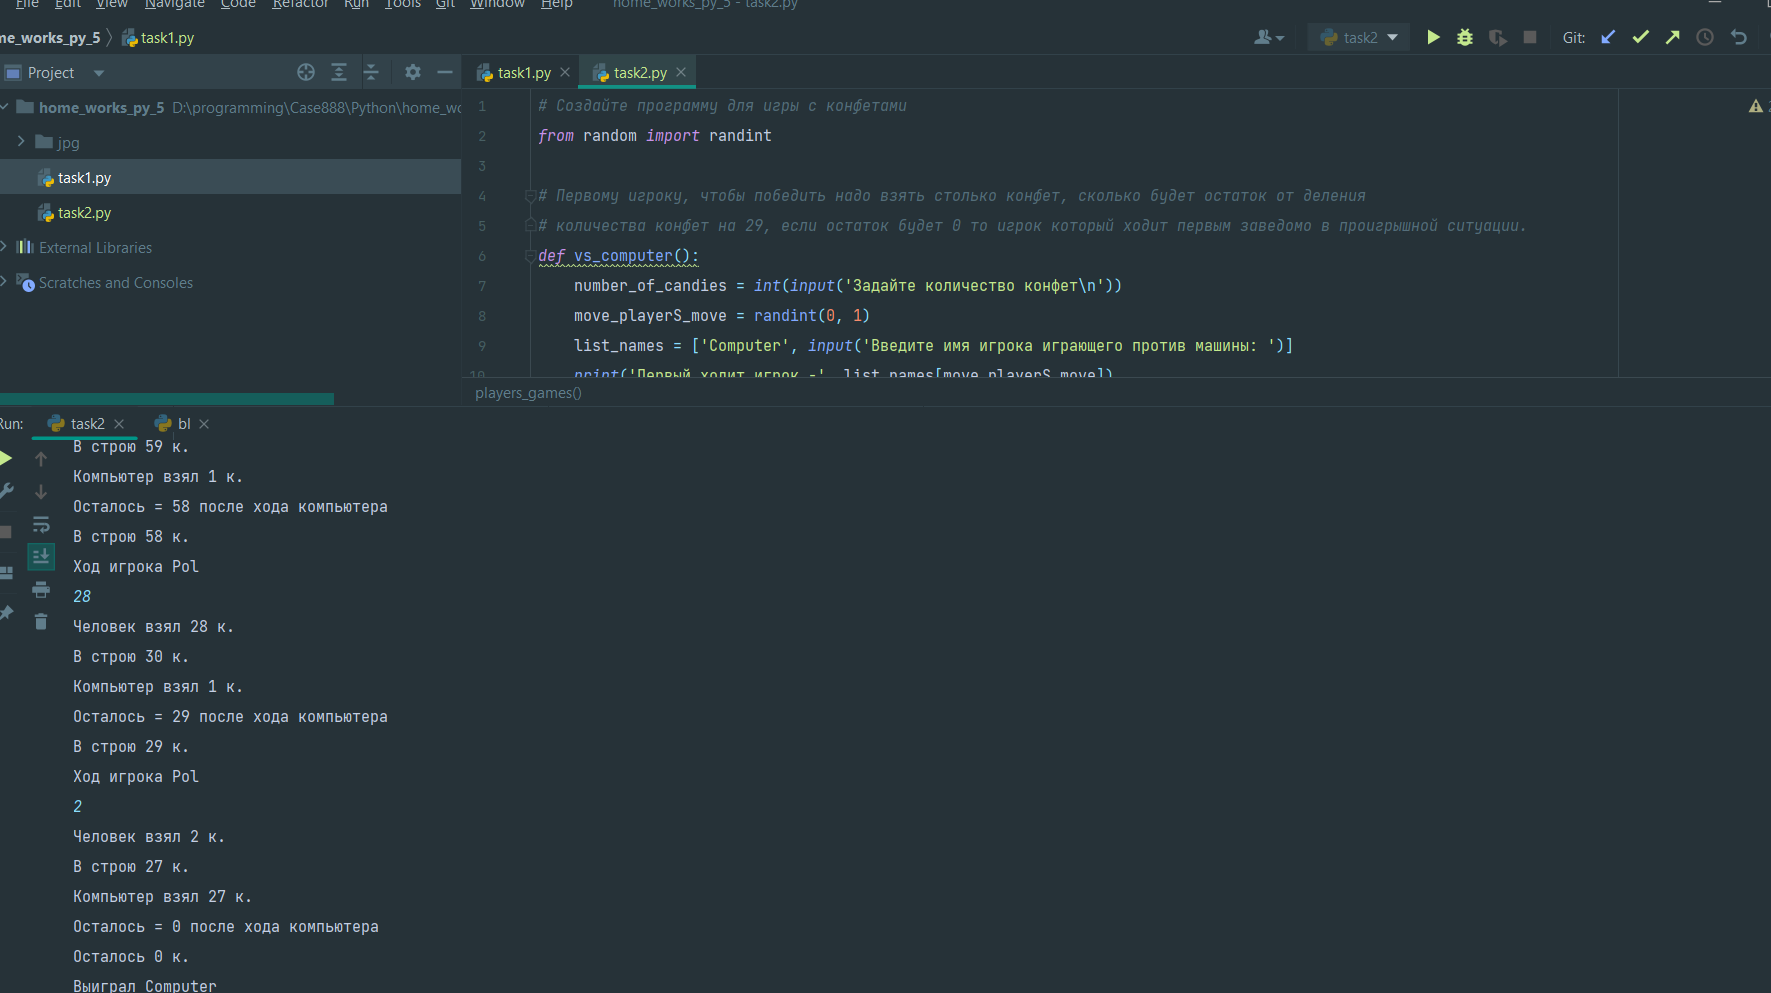 File Edit View Navigate Code Refactor Run Tools Git Window Help home_works_py_5 - task2.py
me_works_py_5 task1.py
task2 Git:
Project
task1.py task2.py
home_works_py_5 D:\programming\Case888\Python\home_wo
jpg
task1.py
task2.py
External Libraries
Scratches and Consoles
1 # Создайте программу для игры с конфетами
2 from random import randint
3
4 # Первому игроку, чтобы победить надо взять столько конфет, сколько будет остаток от деления
5 # количества конфет на 29, если остаток будет 0 то игрок который ходит первым заведомо в проигрышной ситуации.
6 def vs_computer():
7 number_of_candies = int(input('Задайте количество конфет\n'))
8 move_playerS_move = randint(0, 1)
9 list_names = ['Computer', input('Введите имя игрока играющего против машины: ')]
10 print('Первый ходит игрок -', list_names[move_playerS_move])
players_games()
Run: task2 bl
В строю 59 к.
Компьютер взял 1 к.
Осталось = 58 после хода компьютера
В строю 58 к.
Ход игрока Pol
28
Человек взял 28 к.
В строю 30 к.
Компьютер взял 1 к.
Осталось = 29 после хода компьютера
В строю 29 к.
Ход игрока Pol
2
Человек взял 2 к.
В строю 27 к.
Компьютер взял 27 к.
Осталось = 0 после хода компьютера
Осталось 0 к.
Выиграл Computer